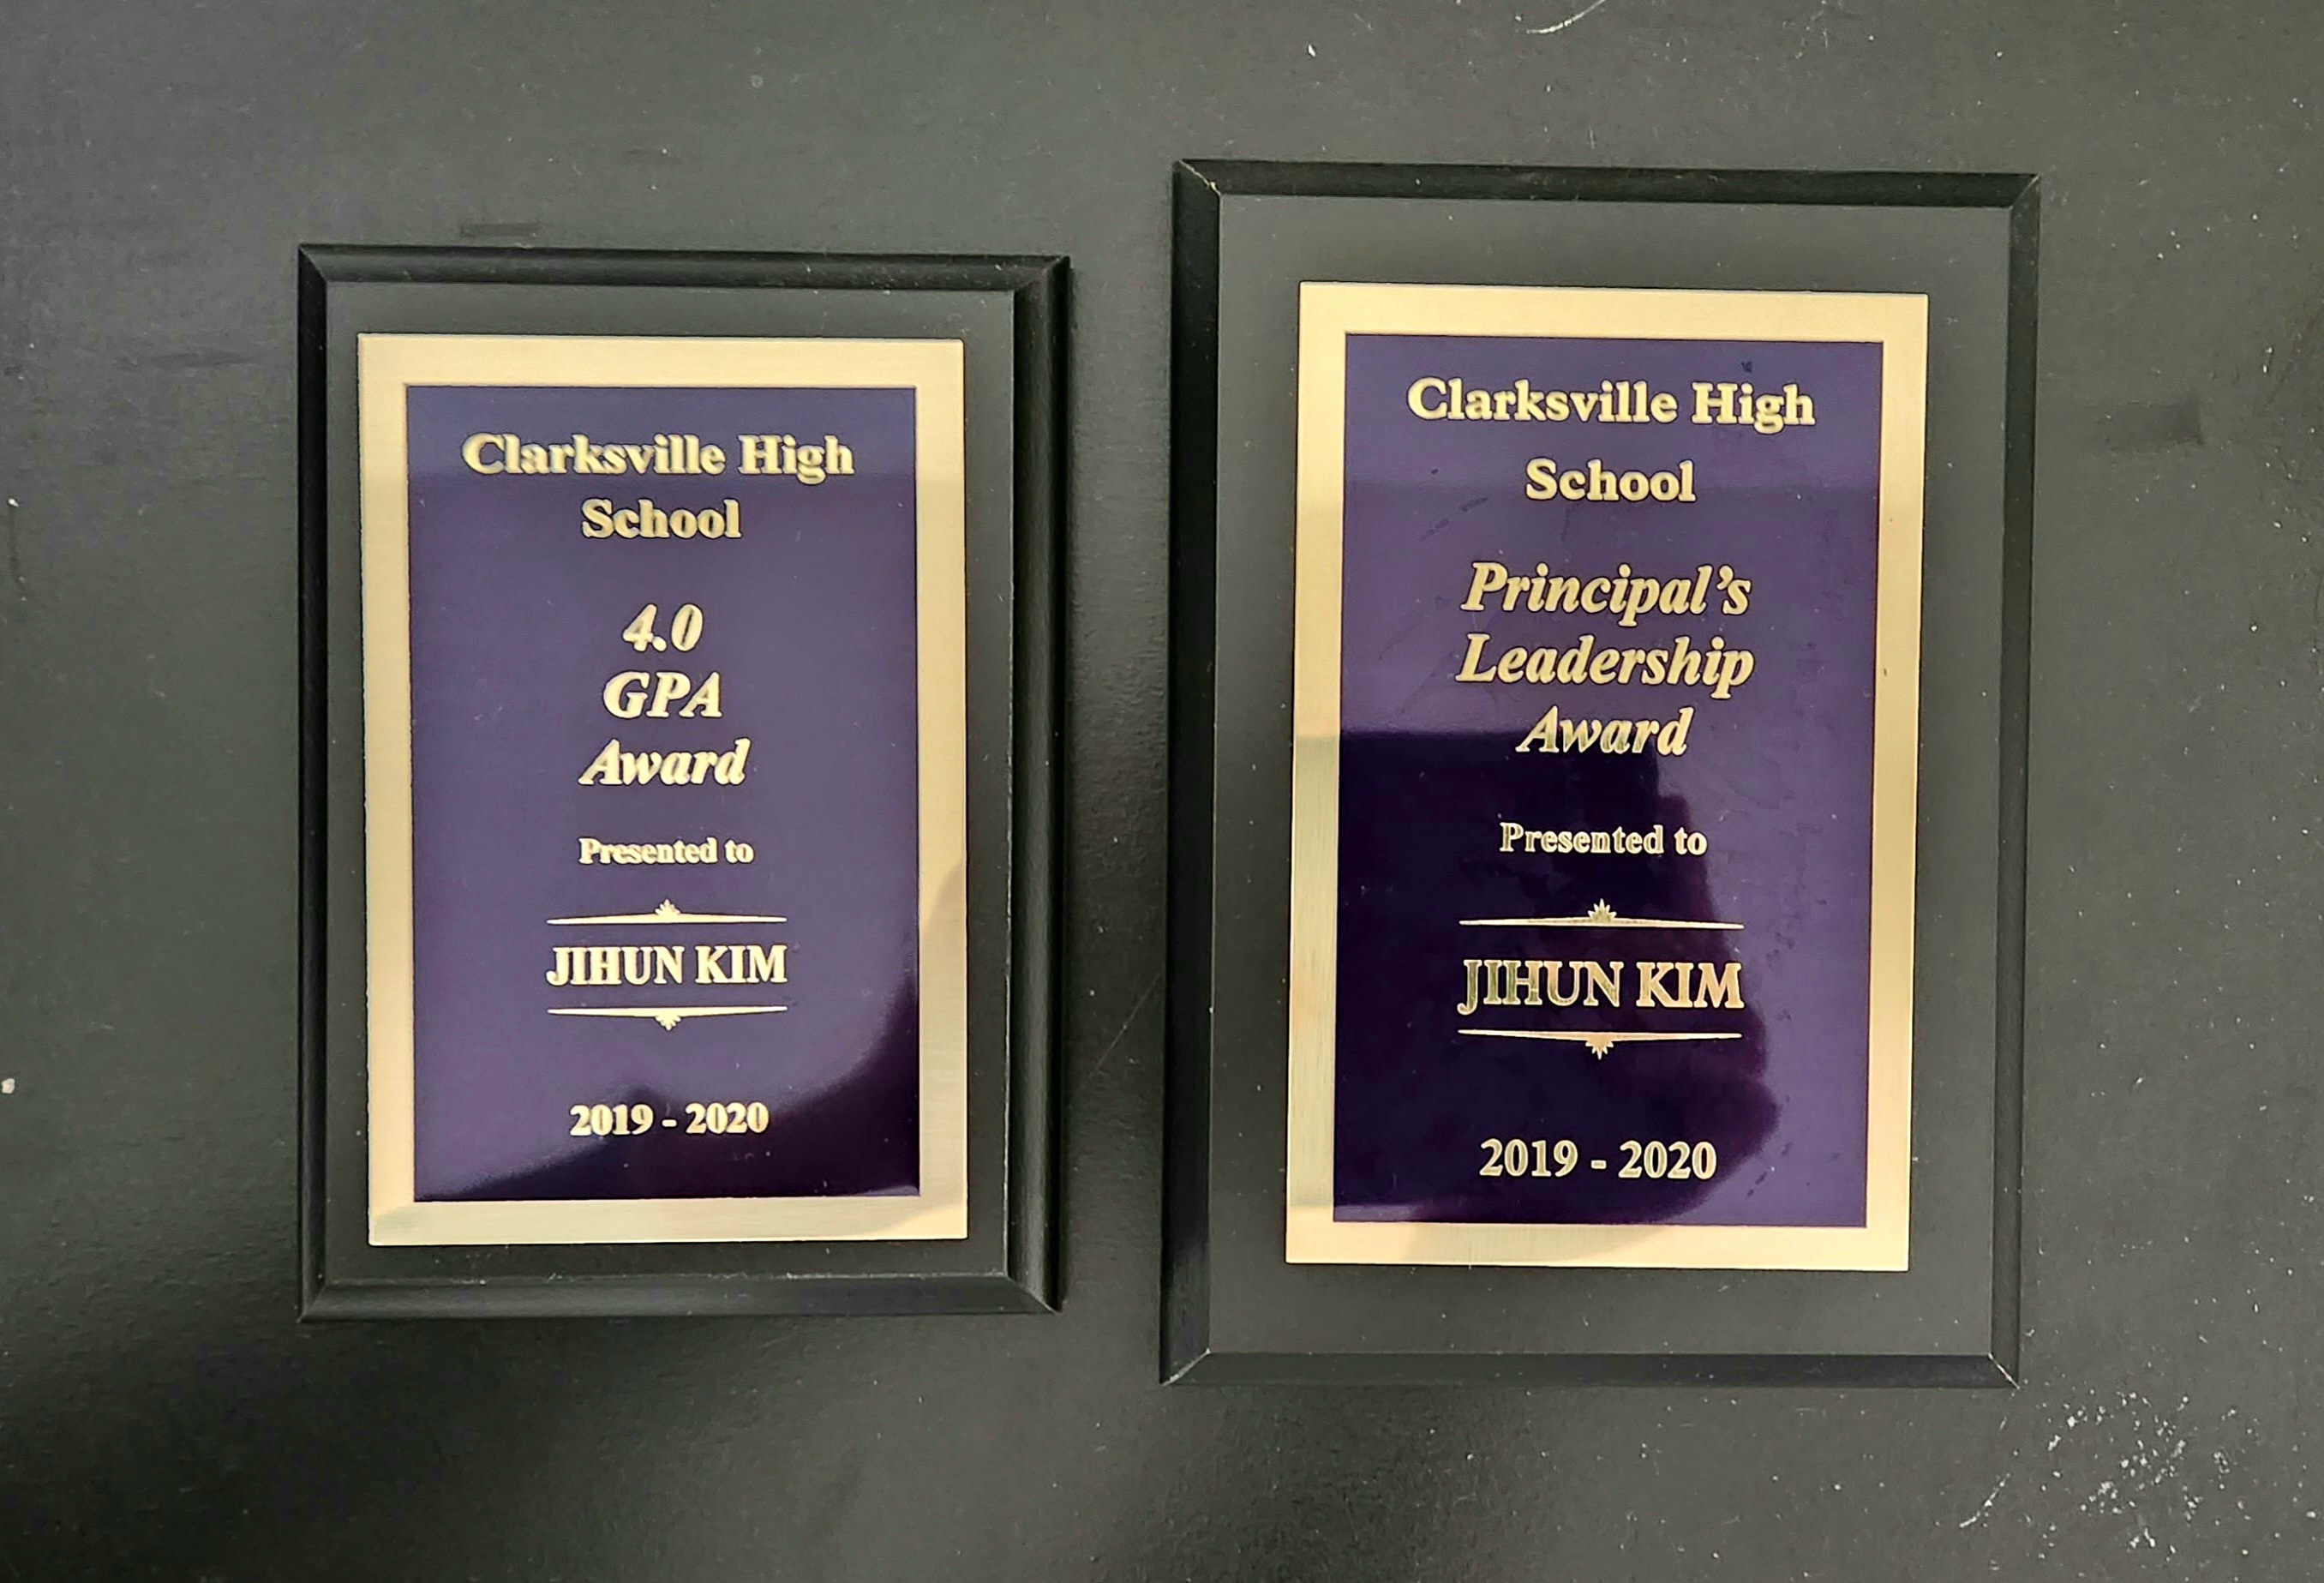 Clarksville High
School
4.0
GPA
Award
Presented to
JIHUN KIM
2019 - 2020
Clarksville High
School
Principal's
Leadership
Award
Presented to
JIHUN KIM
2019 - 2020